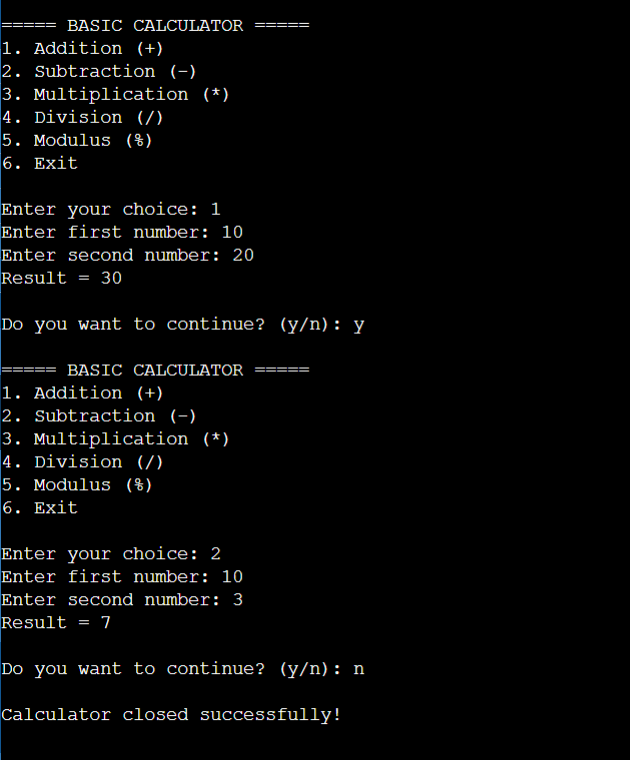 ===== BASIC CALCULATOR =====
1. Addition (+)
2. Subtraction (-)
3. Multiplication (*)
4. Division (/)
5. Modulus (%)
6. Exit
Enter your choice: 1
Enter first number: 10
Enter second number: 20
Result = 30
Do you want to continue? (y/n): y
===== BASIC CALCULATOR =====
1. Addition (+)
2. Subtraction (-)
3. Multiplication (*)
4. Division (/)
5. Modulus (%)
6. Exit
Enter your choice: 2
Enter first number: 10
Enter second number: 3
Result = 7
Do you want to continue? (y/n): n
Calculator closed successfully!